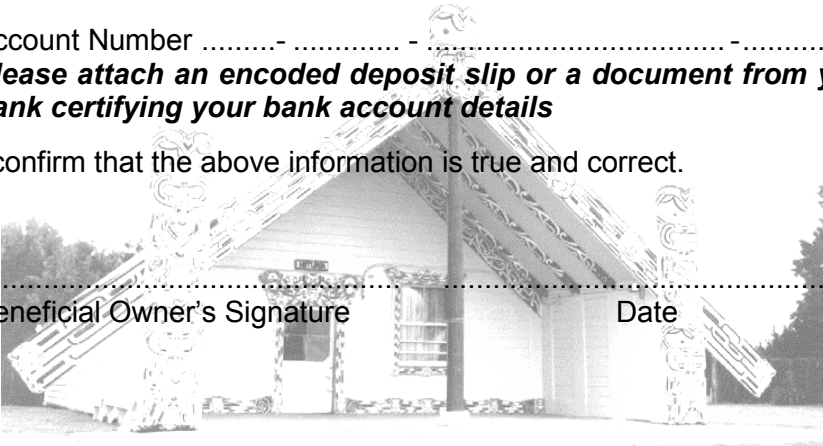 ccount Number .........- ............. - ..................................... -..........
lease attach an encoded deposit slip or a document from y
ank certifying your bank account details
confirm that the above information is true and correct.
.................................................. ..................................................
eneficial Owner's Signature Date